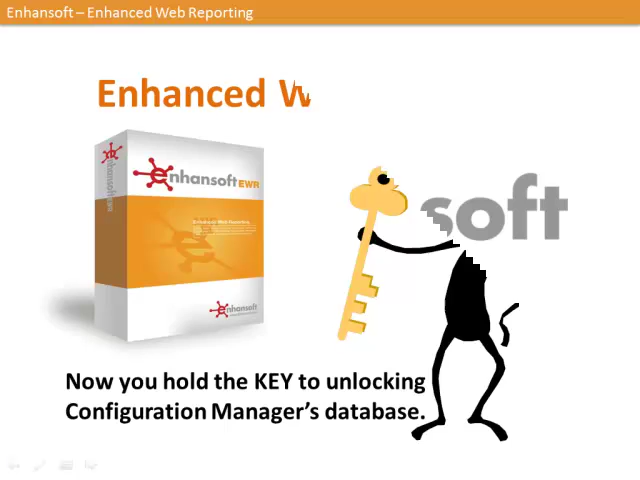 Enhansoft – Enhanced Web Reporting
Enhanced W
enhansoft EWR
soft
enhansoft
Now you hold the KEY to unlocking
Configuration Manager's database.